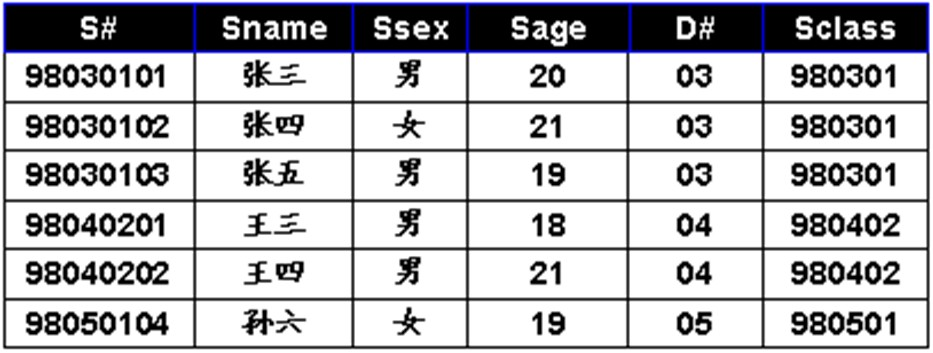 S# Sname Ssex Sage D# Sclass
98030101 张三 男 20 03 980301
98030102 张四 女 21 03 980301
98030103 张五 男 19 03 980301
98040201 王三 男 18 04 980402
98040202 王四 男 21 04 980402
98050104 孙六 女 19 05 980501